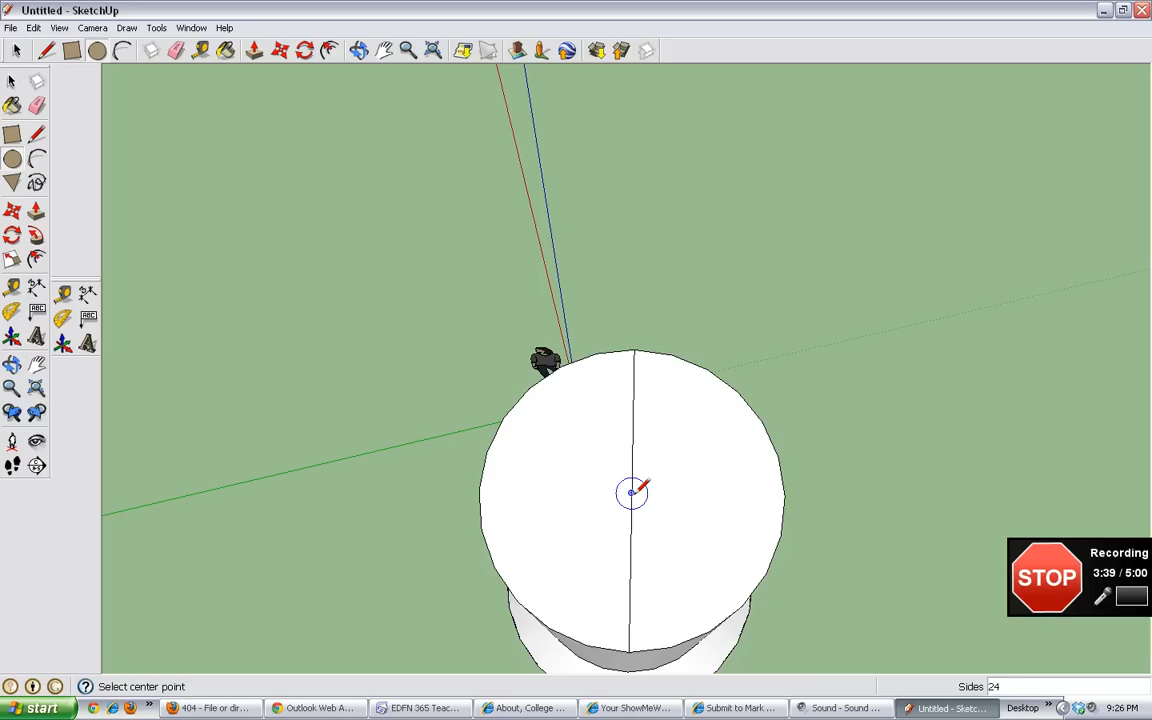 Untitled - SketchUp
File Edit View Camera Draw Tools Window Help
ABC
ABC
STOP
Recording
3:39 / 5:00
Select center point
Sides 24
start
404 - File or dir...
Outlook Web A...
EDFN 365 Teac...
About, College ...
Your ShowMeW...
Submit to Mark ...
Sound - Sound ...
Untitled - Sketc...
Desktop
9:26 PM